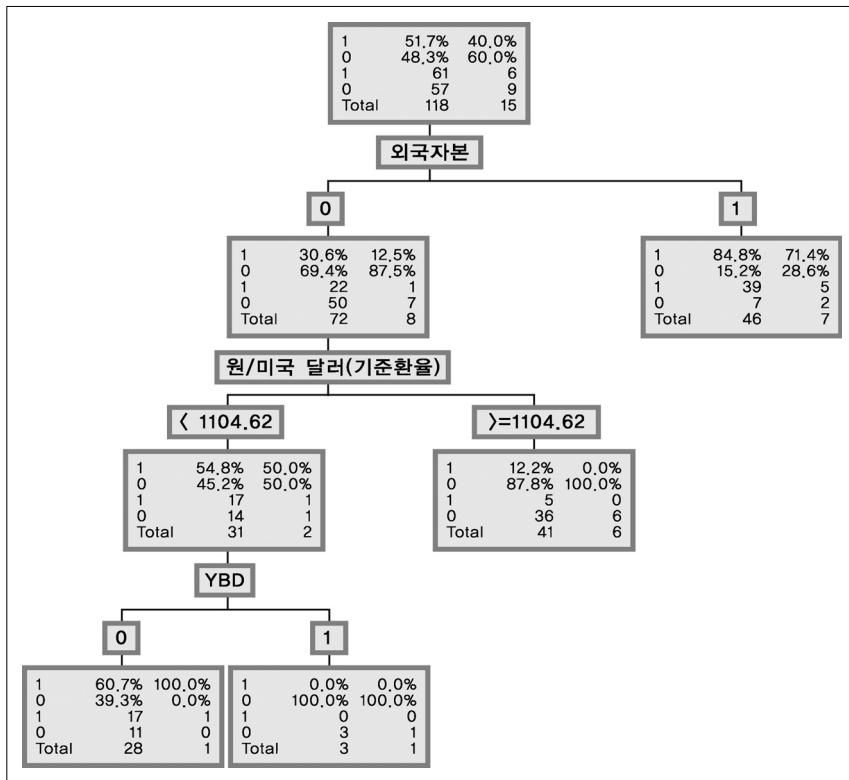 1 51.7% 40.0%
0 48.3% 60.0%
1 61 6
0 57 9
Total 118 15
외국자본
0
1
1 30.6% 12.5%
0 69.4% 87.5%
1 22 1
0 50 7
Total 72 8
1 84.8% 71.4%
0 15.2% 28.6%
1 39 5
0 7 2
Total 46 7
원/미국 달러(기준환율)
< 1104.62
>=1104.62
1 54.8% 50.0%
0 45.2% 50.0%
1 17 1
0 14 1
Total 31 2
1 12.2% 0.0%
0 87.8% 100.0%
1 5 0
0 36 6
Total 41 6
YBD
0
1
1 60.7% 100.0%
0 39.3% 0.0%
1 17 1
0 11 0
Total 28 1
1 0.0% 0.0%
0 100.0% 100.0%
1 0 0
0 3 1
Total 3 1